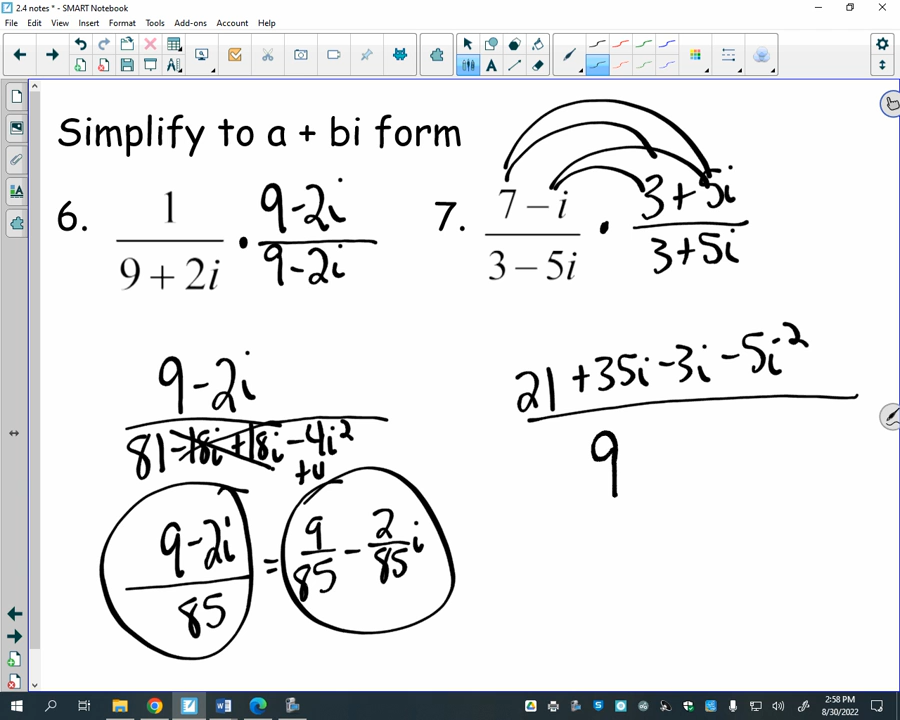 2.4 notes * - SMART Notebook
File Edit View Insert Format Tools Add-ons Account Help
Simplify to a + bi form
6. 1/(9 + 2i) · (9-2i)/(9-2i)
7. (7 - i)/(3 - 5i) · (3+5i)/(3+5i)
9-2i
81-18i+18i-4i²
+4
(9-2i)/85 = 9/85 - 2/85 i
21 +35i -3i -5i²
9
2:58 PM
8/30/2022